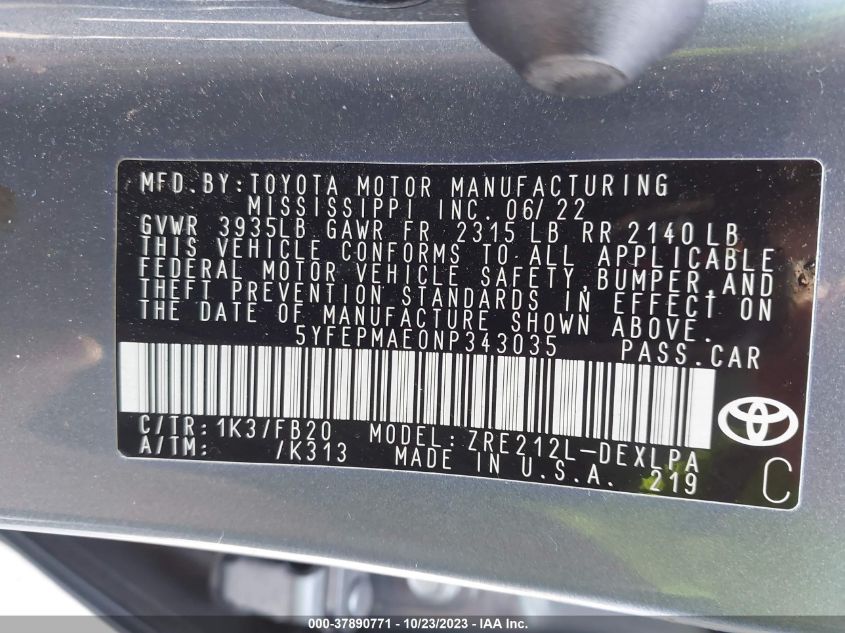 MFD.BY:TOYOTA MOTOR MANUFACTURING
MISSISSIPPI INC. 06/22
GVWR 3935LB GAWR FR 2315 LB RR 2140 LB
THIS VEHICLE CONFORMS TO ALL APPLICABLE
FEDERAL MOTOR VEHICLE SAFETY,BUMPER,AND
THEFT PREVENTION STANDARDS IN EFFECT ON
THE DATE OF MANUFACTURE SHOWN ABOVE.
5YFEPMAE0NP343035 PASS.CAR
C/TR: 1K3/FB20 MODEL: ZRE212L-DEXLPA
A/TM: /K313 MADE IN U.S.A. 219
C
000-37890771 - 10/23/2023 - IAA Inc.